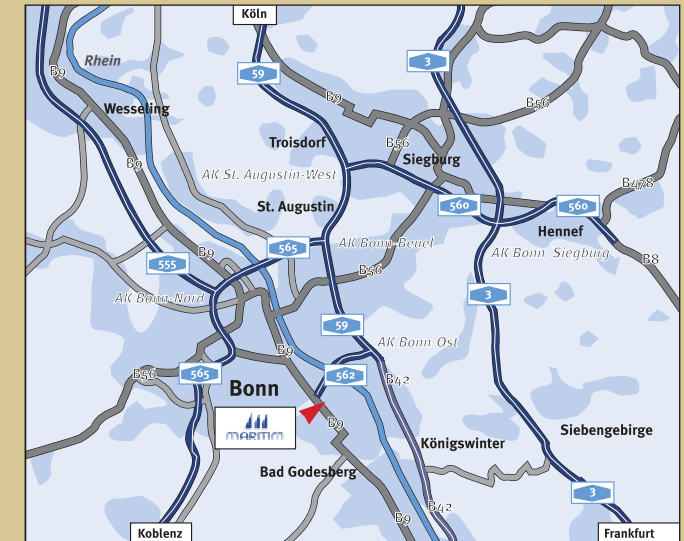 Köln
3
Rhein
B9
59
B9
B56
Wesseling
Troisdorf
B56
B9
Siegburg
AK St. Augustin-West
B478
St. Augustin
560
560
Hennef
565
AK Bonn-Beuel
B9
AK Bonn Siegburg
B8
555
B56
AK Bonn-Nord
3
59
AK Bonn-Ost
B9
B56
565
562
B42
Bonn
MARITIM
B9
Königswinter
Siebengebirge
Bad Godesberg
3
B42
B9
Koblenz
Frankfurt